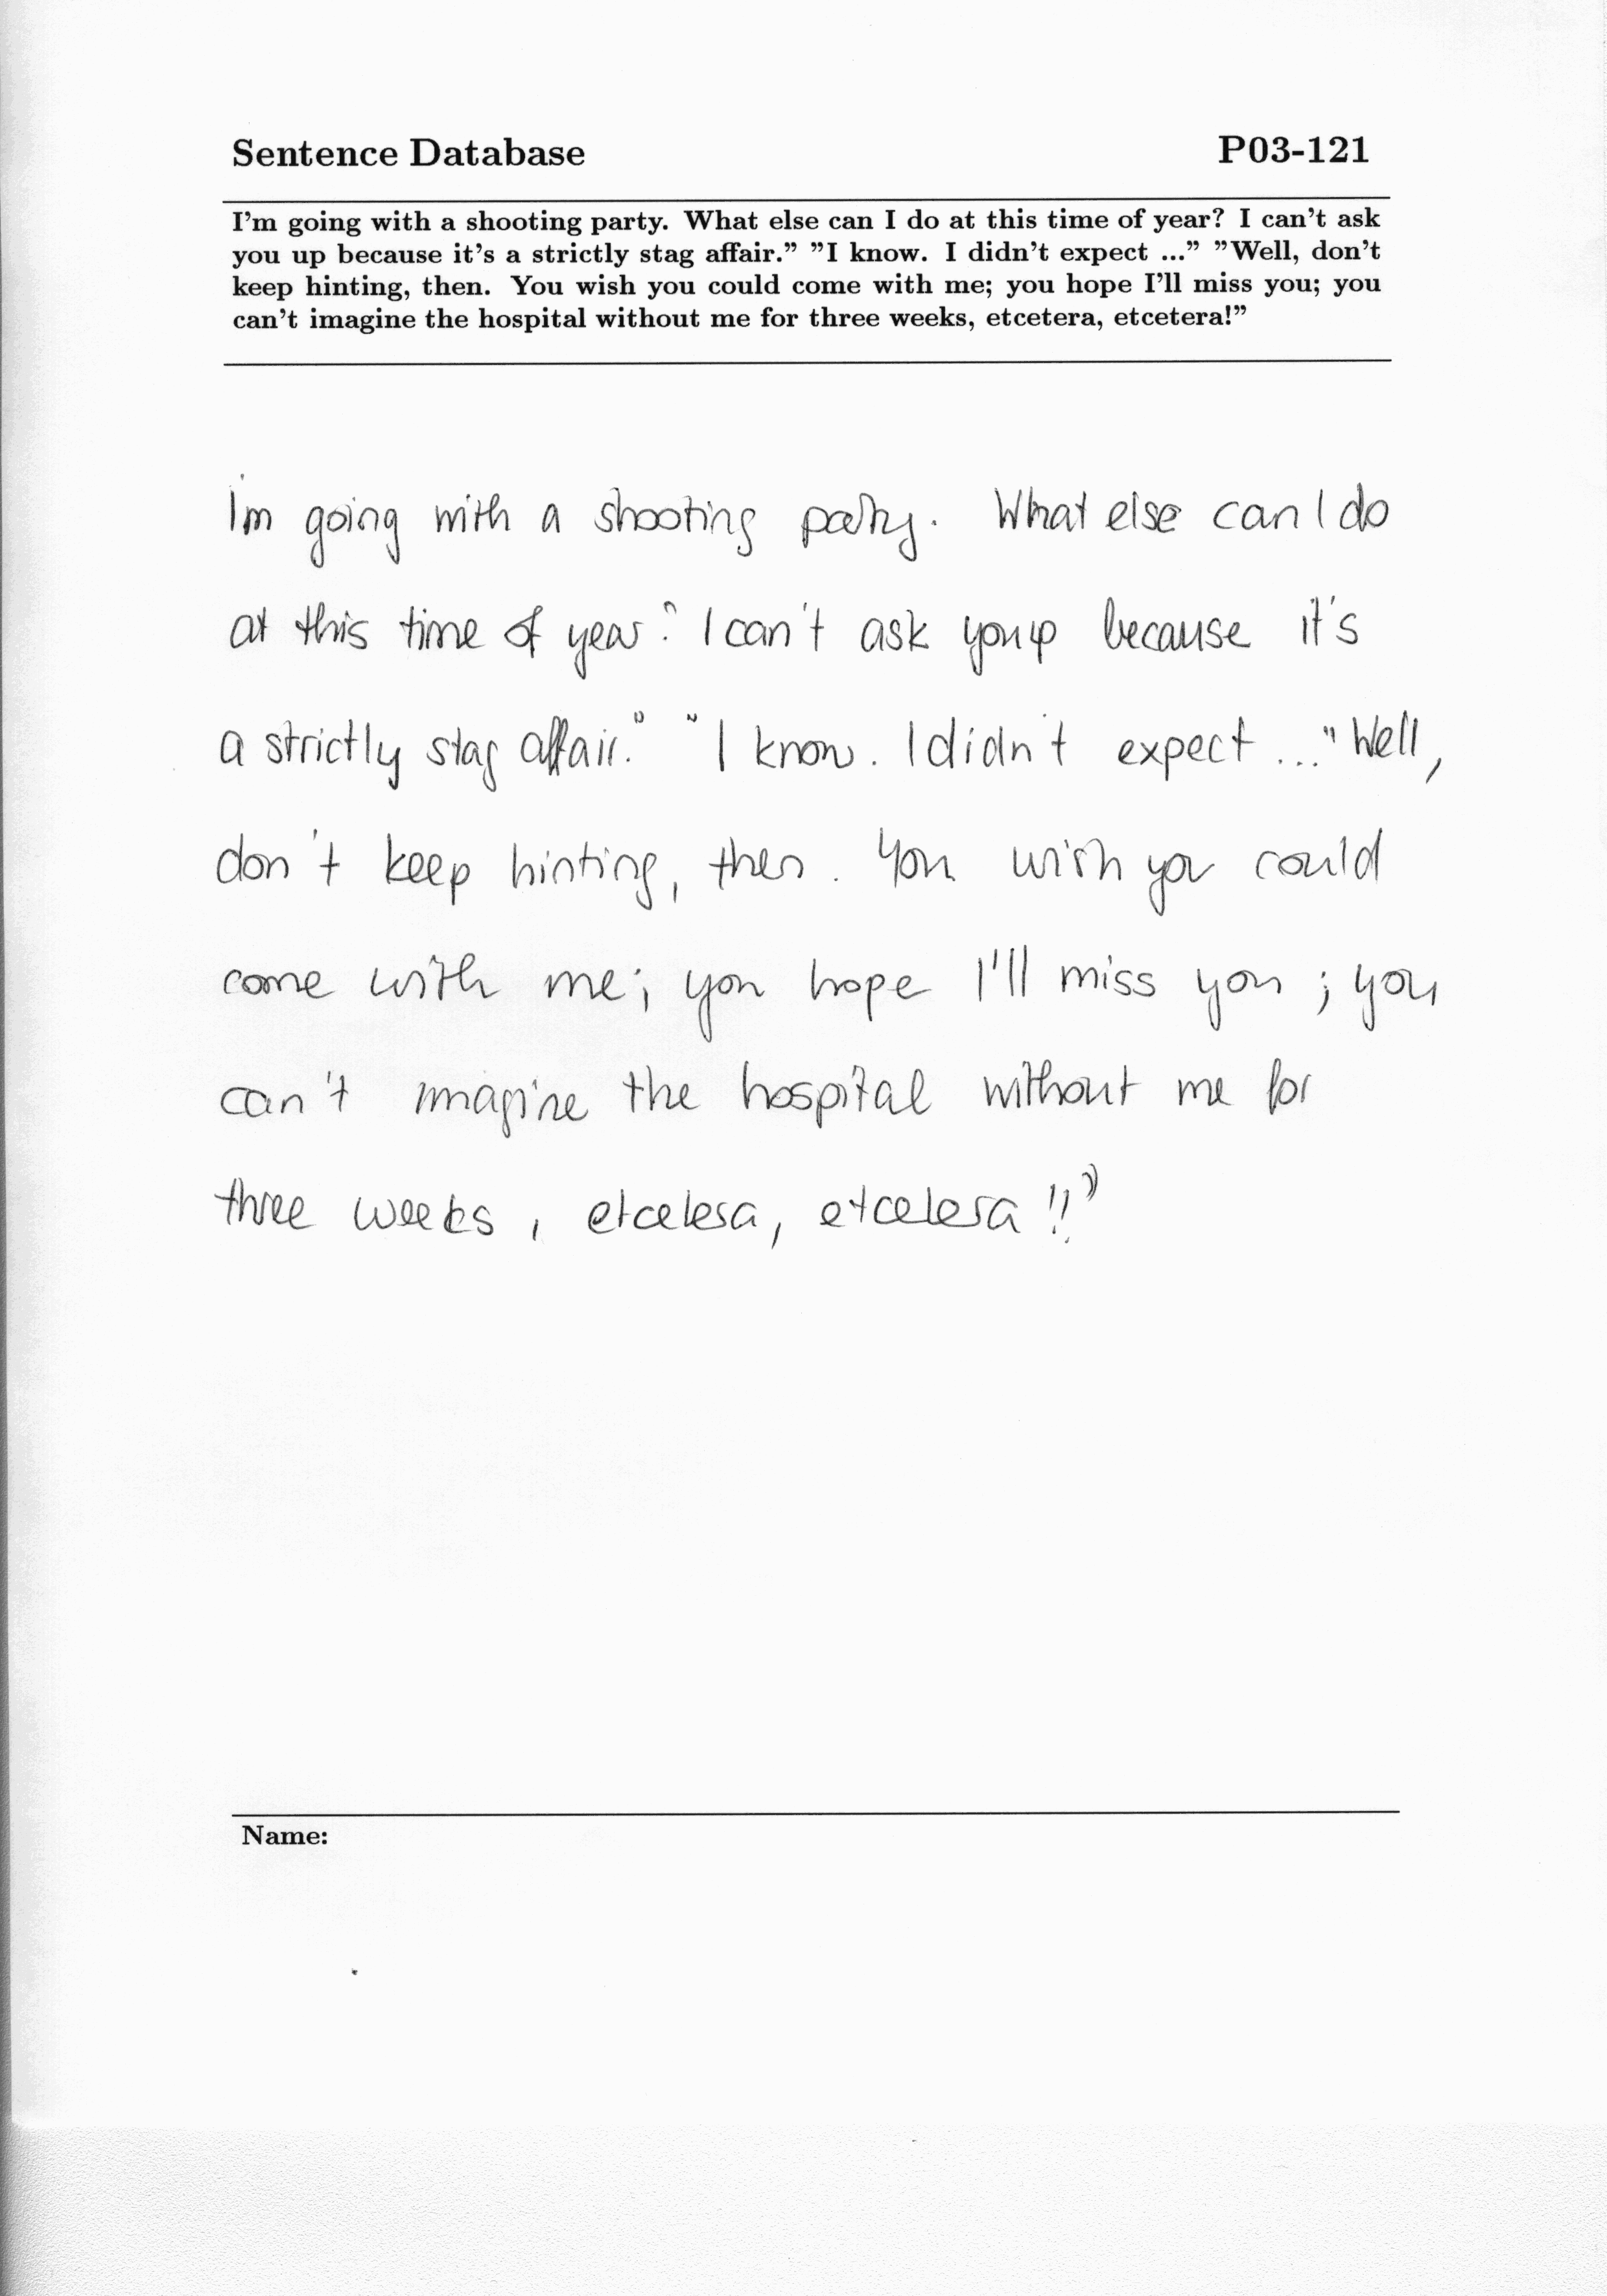 Sentence Database P03-121
I'm going with a shooting party. What else can I do at this time of year? I can't ask
you up because it's a strictly stag affair.” ”I know. I didn't expect ...” ”Well, don't
keep hinting, then. You wish you could come with me; you hope I'll miss you; you
can't imagine the hospital without me for three weeks, etcetera, etcetera!”
I'm going with a shooting party. What else can I do
at this time of year? I can't ask you up because it's
a strictly stag affair." "I know. I didn't expect ... "Well,
don't keep hinting, then. You wish you could
come with me; you hope I'll miss you; you
can't imagine the hospital without me for
three weeks, etcetera, etcetera!!"
Name: